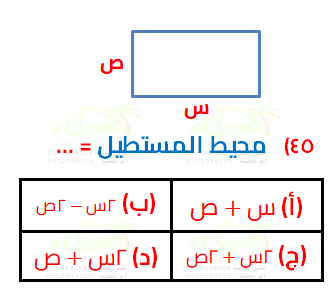 ص
س
٤٥) محيط المستطيل = ...
(أ) س + ص
(ب) ٢س – ٢ص
(ج) ٢س + ٢ص
(د) ٢س + ص